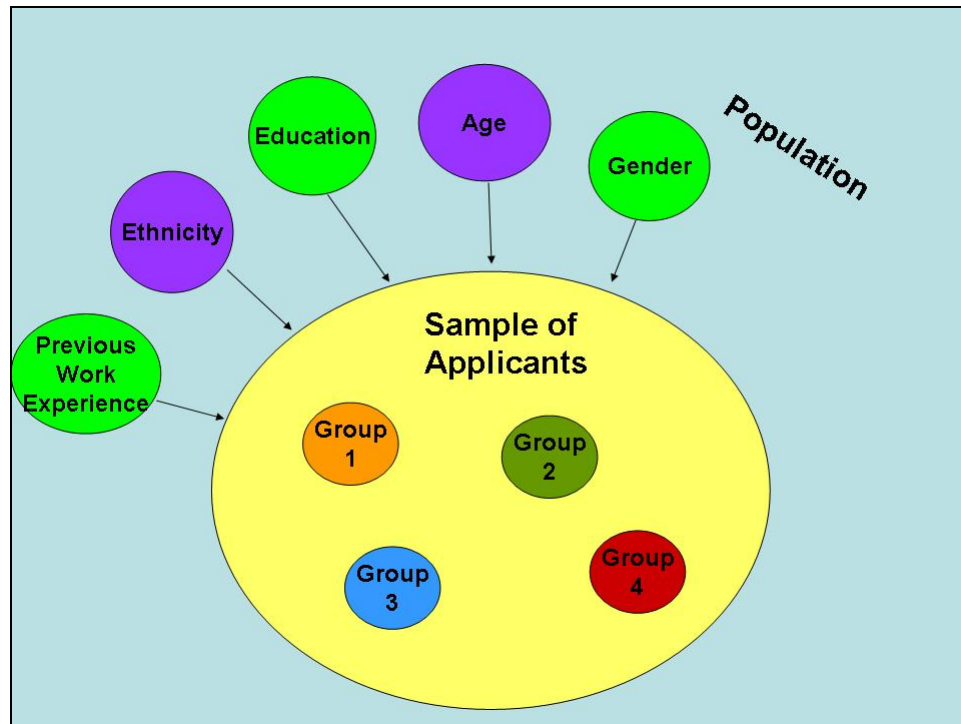 Population
Age
Education
Gender
Ethnicity
Previous
Work
Experience
Sample of
Applicants
Group
1
Group
2
Group
3
Group
4